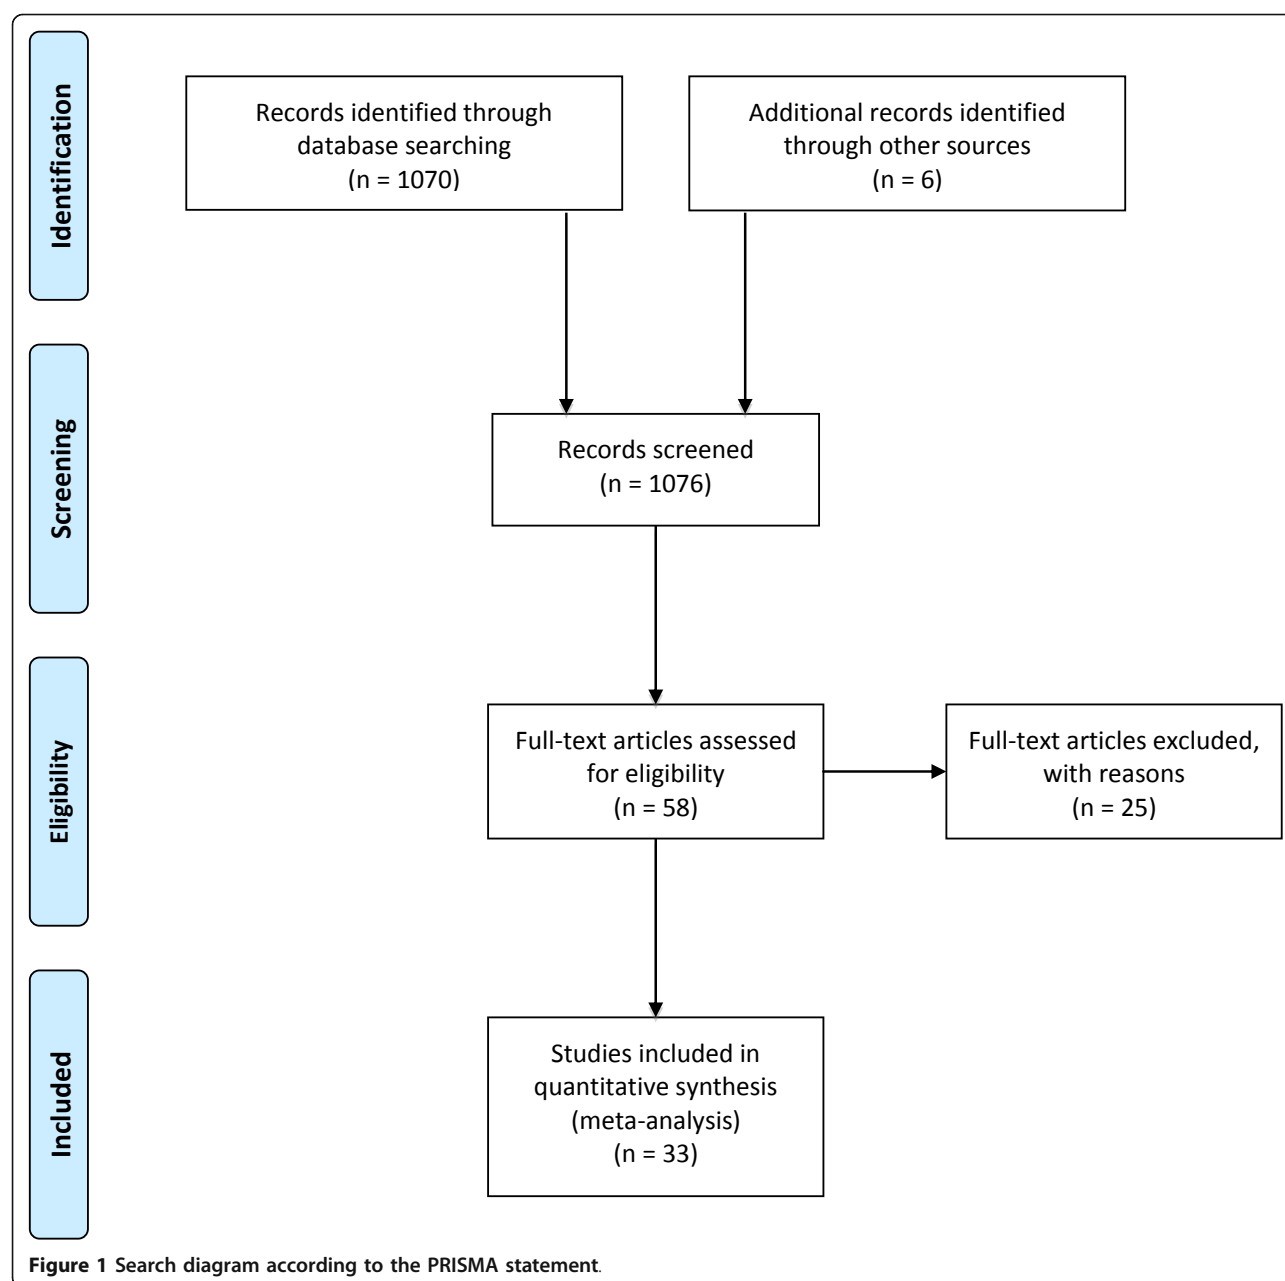 Identification
Records identified through
database searching
(n = 1070)
Additional records identified
through other sources
(n = 6)
Screening
Records screened
(n = 1076)
Eligibility
Full-text articles assessed
for eligibility
(n = 58)
Full-text articles excluded,
with reasons
(n = 25)
Included
Studies included in
quantitative synthesis
(meta-analysis)
(n = 33)
Figure 1 Search diagram according to the PRISMA statement.